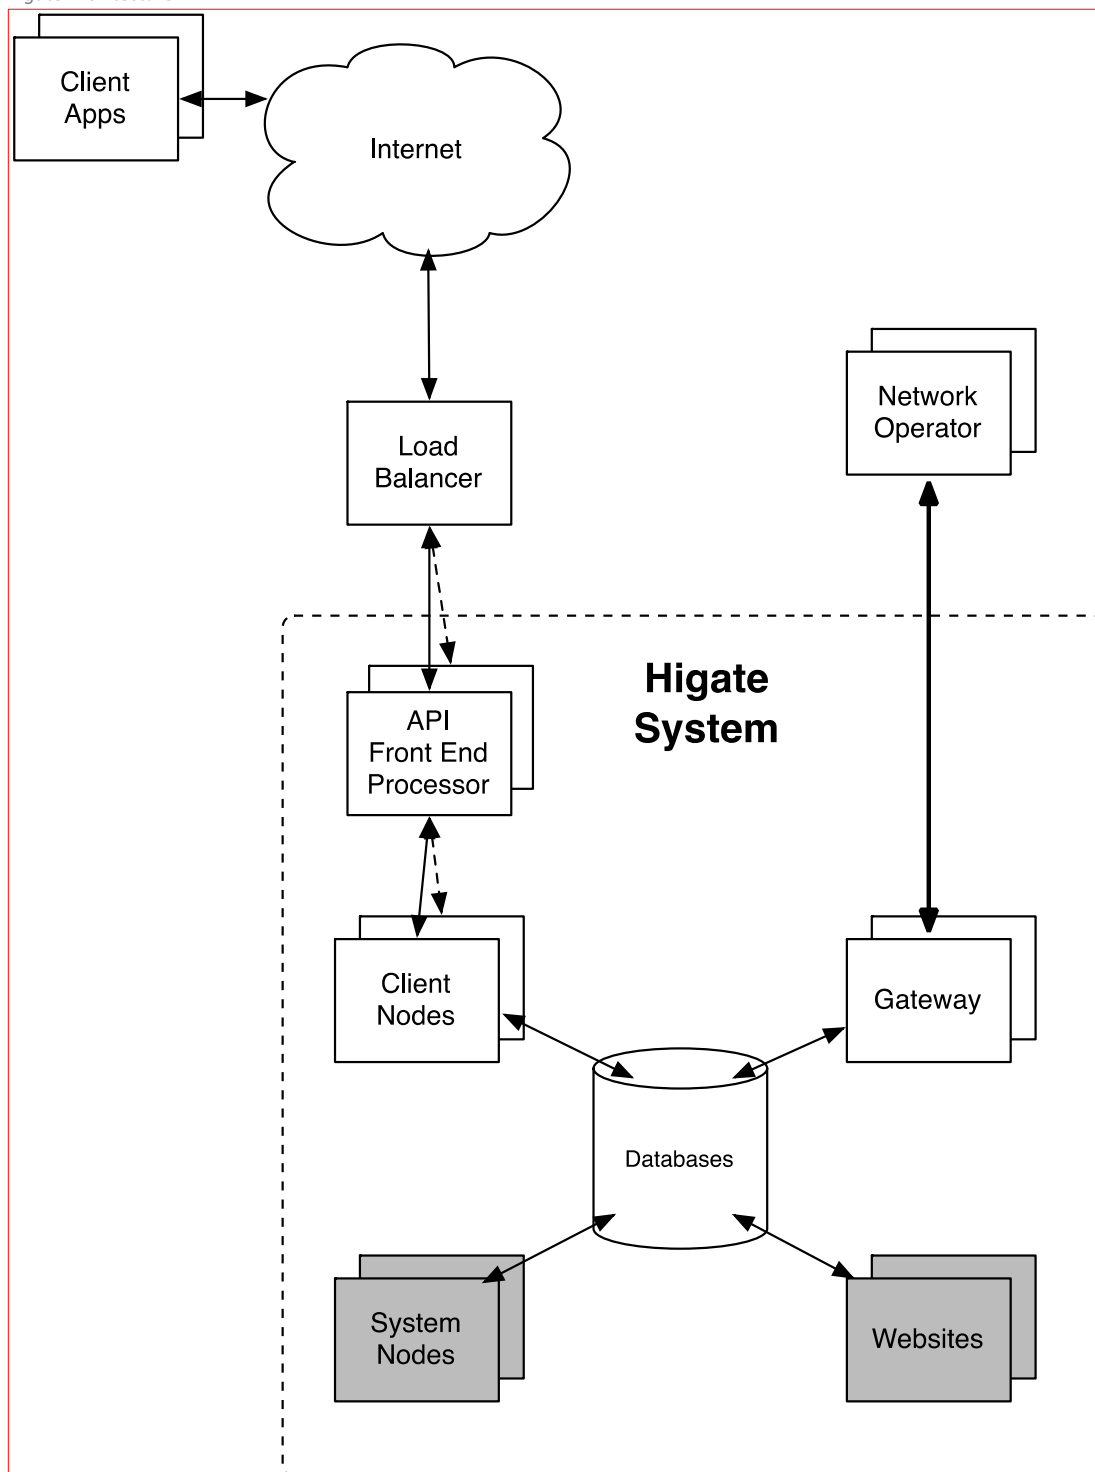 Client
Apps
Internet
Load
Balancer
Network
Operator
Higate
System
API
Front End
Processor
Client
Nodes
Gateway
Databases
System
Nodes
Websites